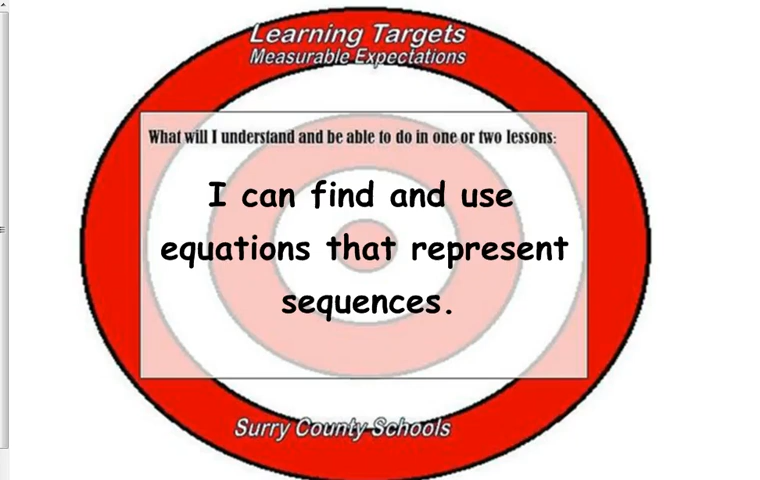 Learning Targets
Measurable Expectations
What will I understand and be able to do in one or two lessons:
I can find and use
equations that represent
sequences.
Surry County Schools